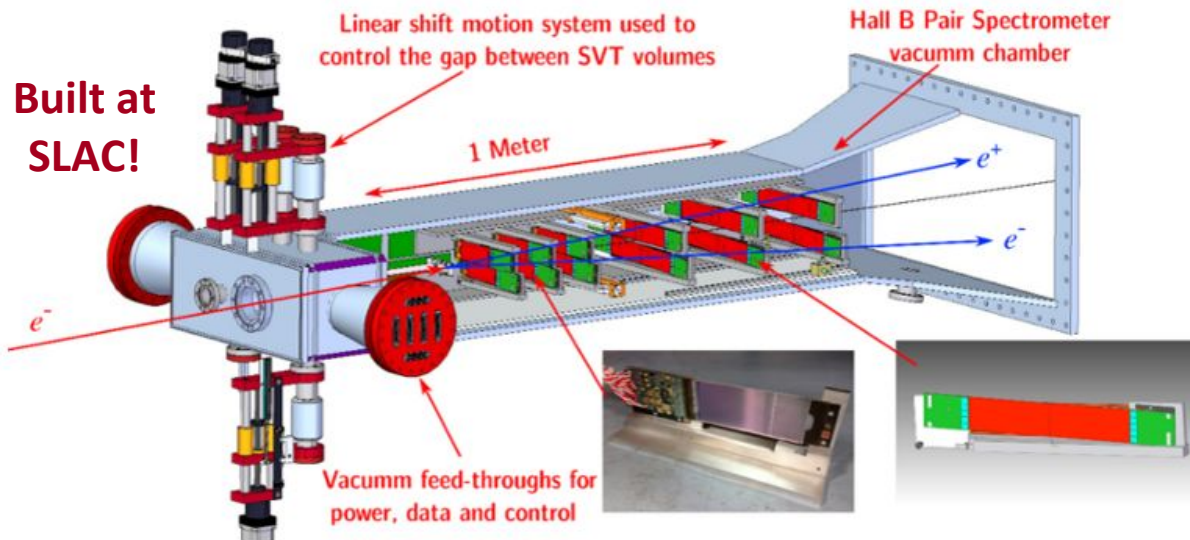 Linear shift motion system used to
control the gap between SVT volumes
Hall B Pair Spectrometer
vacumm chamber
Built at
SLAC!
1 Meter
e⁺
e⁻
e⁻
Vacumm feed-throughs for
power, data and control